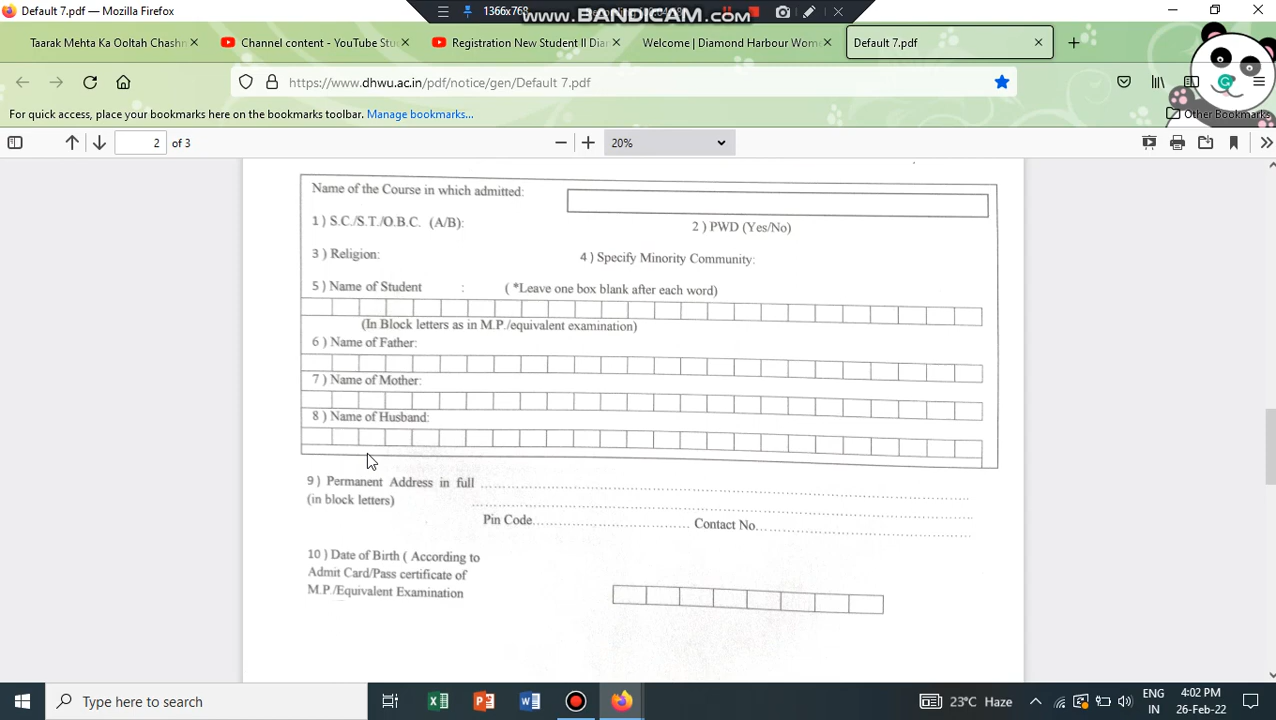 Default 7.pdf — Mozilla Firefox
1366x768
www.BANDICAM.com
Taarak Mehta Ka Ooltah Chashm
Channel content - YouTube Stu
Registration New Student II Dia
Welcome | Diamond Harbour Wom
Default 7.pdf
https://www.dhwu.ac.in/pdf/notice/gen/Default 7.pdf
For quick access, place your bookmarks here on the bookmarks toolbar. Manage bookmarks...
Other Bookmarks
2 of 3
20%
Name of the Course in which admitted:
1 ) S.C./S.T./O.B.C. (A/B):
2 ) PWD (Yes/No)
3 ) Religion:
4 ) Specify Minority Community:
5 ) Name of Student : ( *Leave one box blank after each word)
(In Block letters as in M.P./equivalent examination)
6 ) Name of Father:
7 ) Name of Mother:
8 ) Name of Husband:
9 ) Permanent Address in full
(in block letters)
Pin Code Contact No.
10 ) Date of Birth ( According to
Admit Card/Pass certificate of
M.P./Equivalent Examination
Type here to search
23°C Haze
ENG
IN
4:02 PM
26-Feb-22